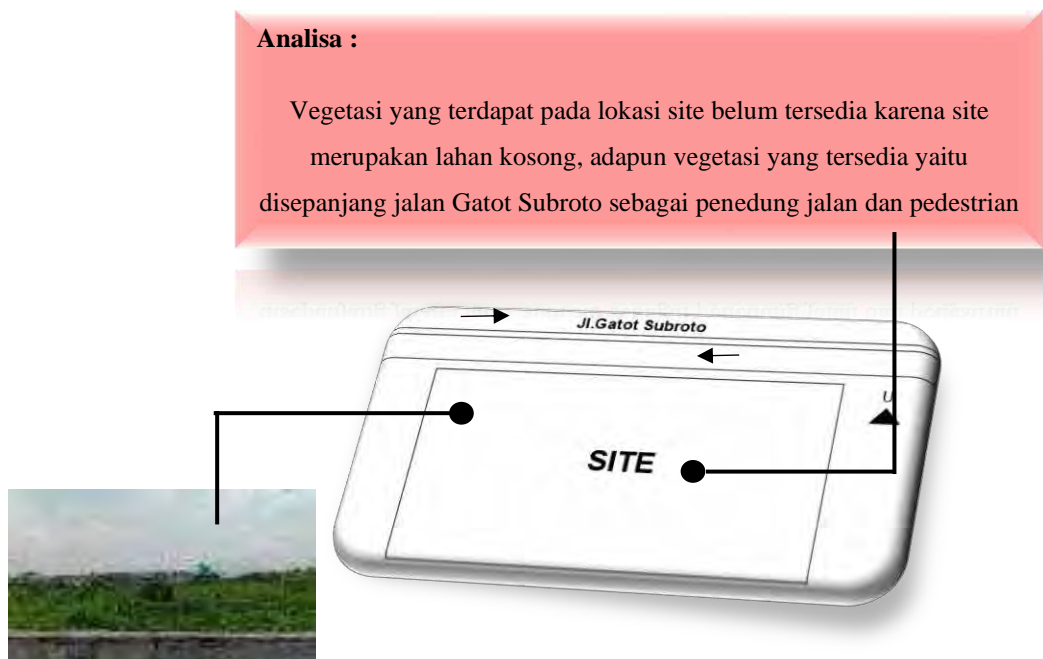 Analisa :
Vegetasi yang terdapat pada lokasi site belum tersedia karena site
merupakan lahan kosong, adapun vegetasi yang tersedia yaitu
disepanjang jalan Gatot Subroto sebagai penedung jalan dan pedestrian
Jl.Gatot Subroto
U
SITE